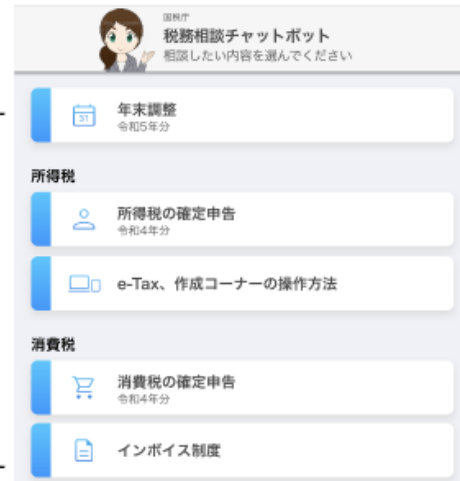 国税庁
税務相談チャットボット
相談したい内容を選んでください
31
年末調整
令和5年分
所得税
所得税の確定申告
令和4年分
e-Tax、作成コーナーの操作方法
消費税
消費税の確定申告
令和4年分
インボイス制度